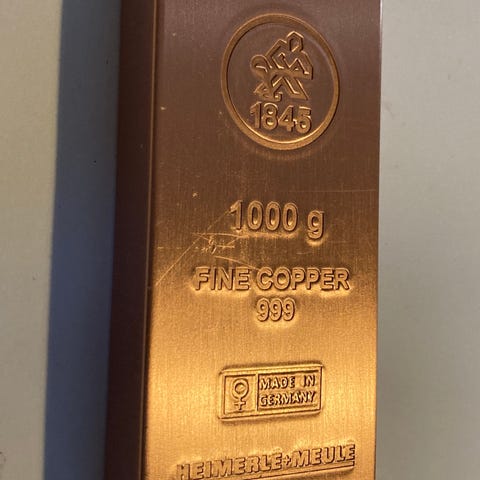 1845
1000 g
FINE COPPER
999
MADE IN
GERMANY
HEIMERLE+MEULE